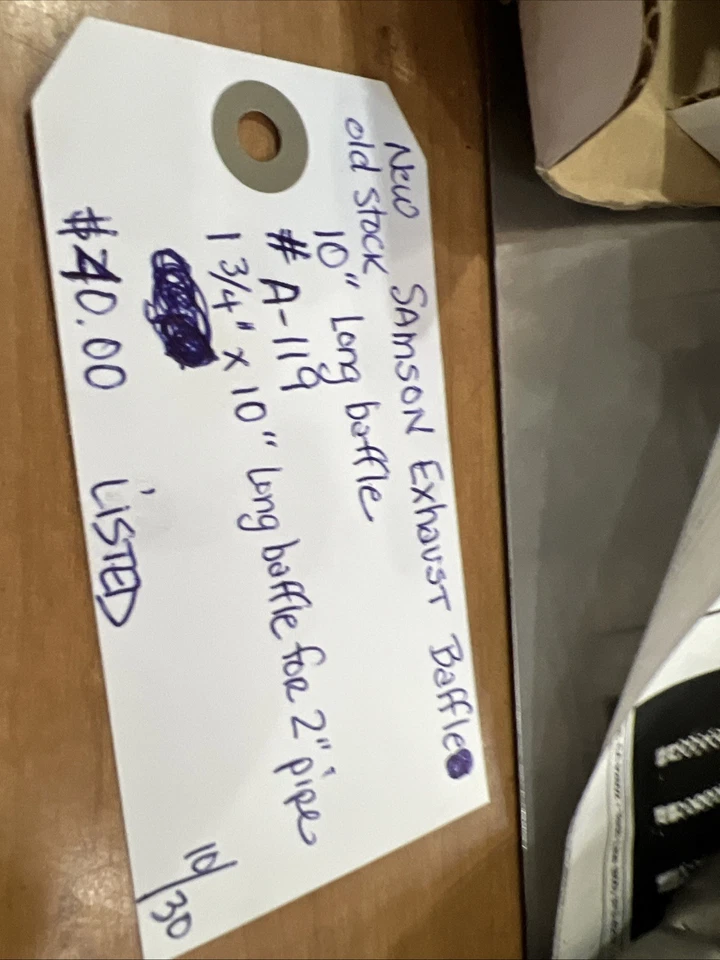 New SAMSON Exhaust Baffle
old stock
10" Long baffle
# A-119
1 3/4" x 10" Long baffle for 2" pipe
$40.00 LISTED
10/30